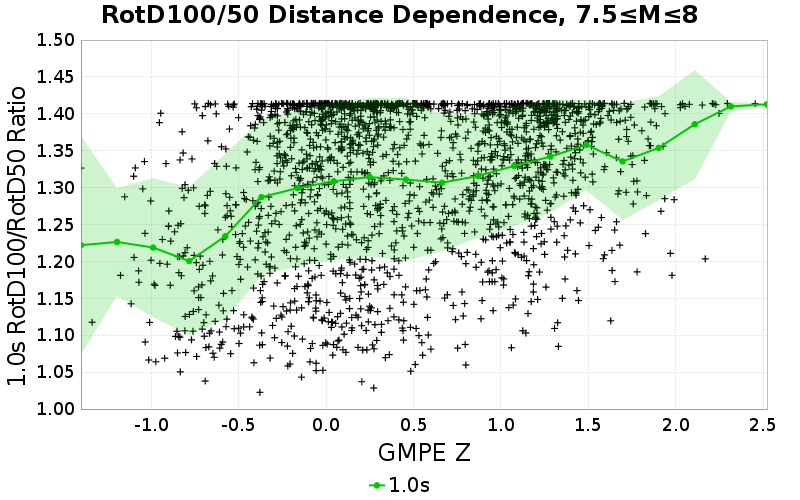 RotD100/50 Distance Dependence, 7.5≤M≤8
1.0s RotD100/RotD50 Ratio
1.50
1.45
1.40
1.35
1.30
1.25
1.20
1.15
1.10
1.05
1.00
-1.0 -0.5 0.0 0.5 1.0 1.5 2.0 2.5
GMPE Z
1.0s